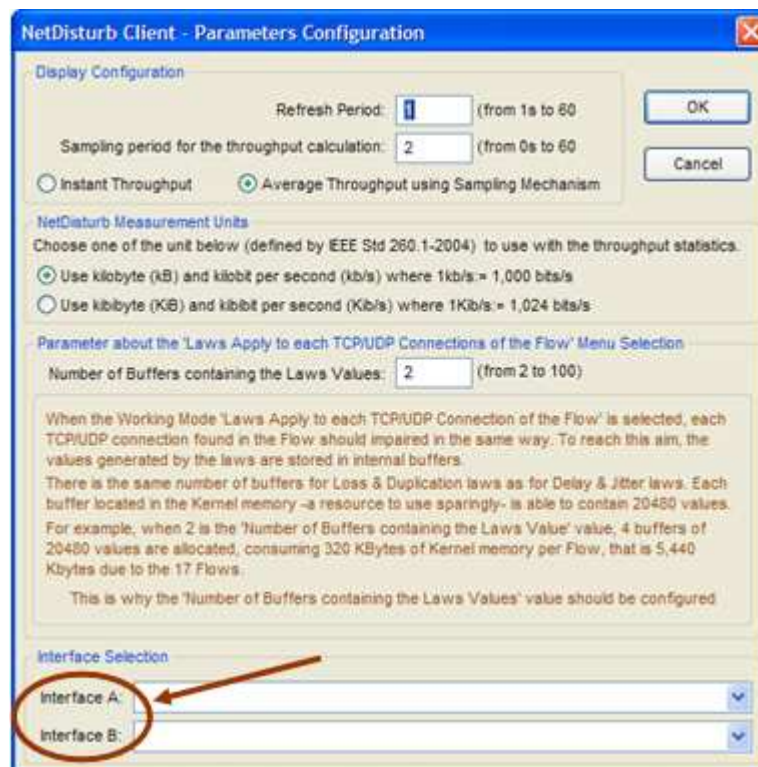 NetDisturb Client - Parameters Configuration
Display Configuration
Refresh Period: 1 (from 1s to 60
OK
Sampling period for the throughput calculation: 2 (from 0s to 60
Cancel
Instant Throughput Average Throughput using Sampling Mechanism
NetDisturb Measurement Units
Choose one of the unit below (defined by IEEE Std 260.1-2004) to use with the throughput statistics.
Use kilobyte (kB) and kilobit per second (kb/s) where 1kb/s = 1,000 bits/s
Use kibibyte (KiB) and kibibit per second (Kib/s) where 1Kib/s = 1,024 bits/s
Parameter about the 'Laws Apply to each TCP/UDP Connections of the Flow' Menu Selection
Number of Buffers containing the Laws Values: 2 (from 2 to 100)
When the Working Mode 'Laws Apply to each TCP/UDP Connection of the Flow' is selected, each
TCP/UDP connection found in the Flow should impaired in the same way. To reach this aim, the
values generated by the laws are stored in internal buffers.
There is the same number of buffers for Loss & Duplication laws as for Delay & Jitter laws. Each
buffer located in the Kernel memory -a resource to use sparingly- is able to contain 20480 values.
For example, when 2 is the 'Number of Buffers containing the Laws Value' value, 4 buffers of
20480 values are allocated, consuming 320 KBytes of Kernel memory per Flow, that is 5,440
Kbytes due to the 17 Flows.
This is why the 'Number of Buffers containing the Laws Values' value should be configured
Interface Selection
Interface A:
Interface B: